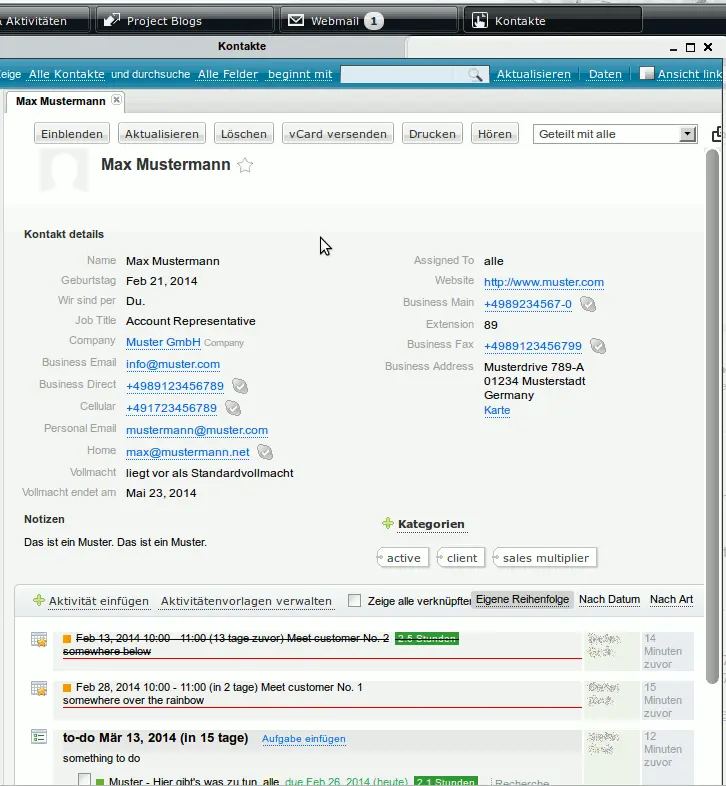 Aktivitäten Project Blogs Webmail 1 Kontakte
Kontakte
Zeige Alle Kontakte und durchsuche Alle Felder beginnt mit Aktualisieren Daten Ansicht link
Max Mustermann
Einblenden Aktualisieren Löschen vCard versenden Drucken Hören Geteilt mit alle
Max Mustermann
Kontakt details
Name Max Mustermann
Geburtstag Feb 21, 2014
Wir sind per Du.
Job Title Account Representative
Company Muster GmbH Company
Business Email info@muster.com
Business Direct +4989123456789
Cellular +491723456789
Personal Email mustermann@muster.com
Home max@mustermann.net
Vollmacht liegt vor als Standardvollmacht
Vollmacht endet am Mai 23, 2014
Assigned To alle
Website http://www.muster.com
Business Main +4989234567-0
Extension 89
Business Fax +4989123456799
Business Address Musterdrive 789-A
01234 Musterstadt
Germany
Karte
Notizen
Das ist ein Muster. Das ist ein Muster.
Kategorien
active client sales multiplier
Aktivität einfügen Aktivitätenvorlagen verwalten Zeige alle verknüpften Eigene Reihenfolge Nach Datum Nach Art
Feb 13, 2014 10:00 - 11:00 (13 tage zuvor) Meet customer No. 2 2.5 Stunden
somewhere below
14
Minuten
zuvor
Feb 28, 2014 10:00 - 11:00 (in 2 tage) Meet customer No. 1
somewhere over the rainbow
15
Minuten
zuvor
to-do Mär 13, 2014 (in 15 tage) Aufgabe einfügen
something to do
12
Minuten
zuvor
Muster - Hier gibt's was zu tun, alle, due Feb 26, 2014 (heute) 2.1 Stunden Recherche